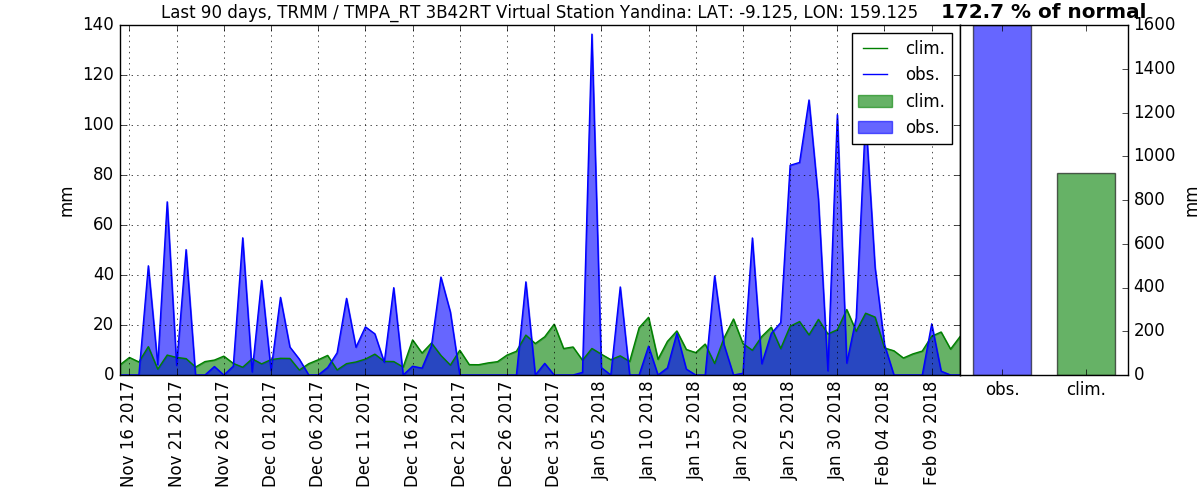 Last 90 days, TRMM / TMPA_RT 3B42RT Virtual Station Yandina: LAT: -9.125, LON: 159.125
172.7 % of normal
140
120
100
80
60
40
20
0
mm
clim.
obs.
clim.
obs.
1600
1400
1200
1000
800
600
400
200
0
mm
Nov 16 2017
Nov 21 2017
Nov 26 2017
Dec 01 2017
Dec 06 2017
Dec 11 2017
Dec 16 2017
Dec 21 2017
Dec 26 2017
Dec 31 2017
Jan 05 2018
Jan 10 2018
Jan 15 2018
Jan 20 2018
Jan 25 2018
Jan 30 2018
Feb 04 2018
Feb 09 2018
obs.
clim.